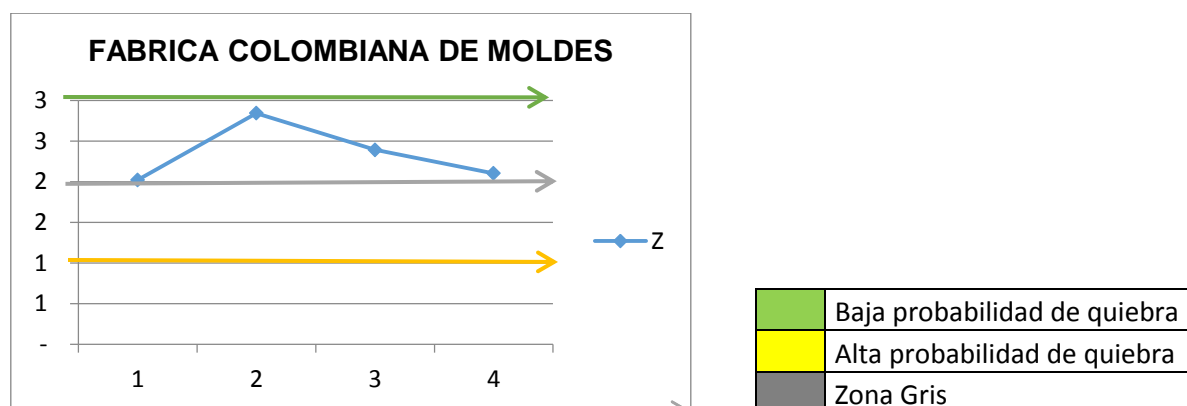 FABRICA COLOMBIANA DE MOLDES
3
3
2
2
1
1
-
1 2 3 4
Z
Baja probabilidad de quiebra
Alta probabilidad de quiebra
Zona Gris